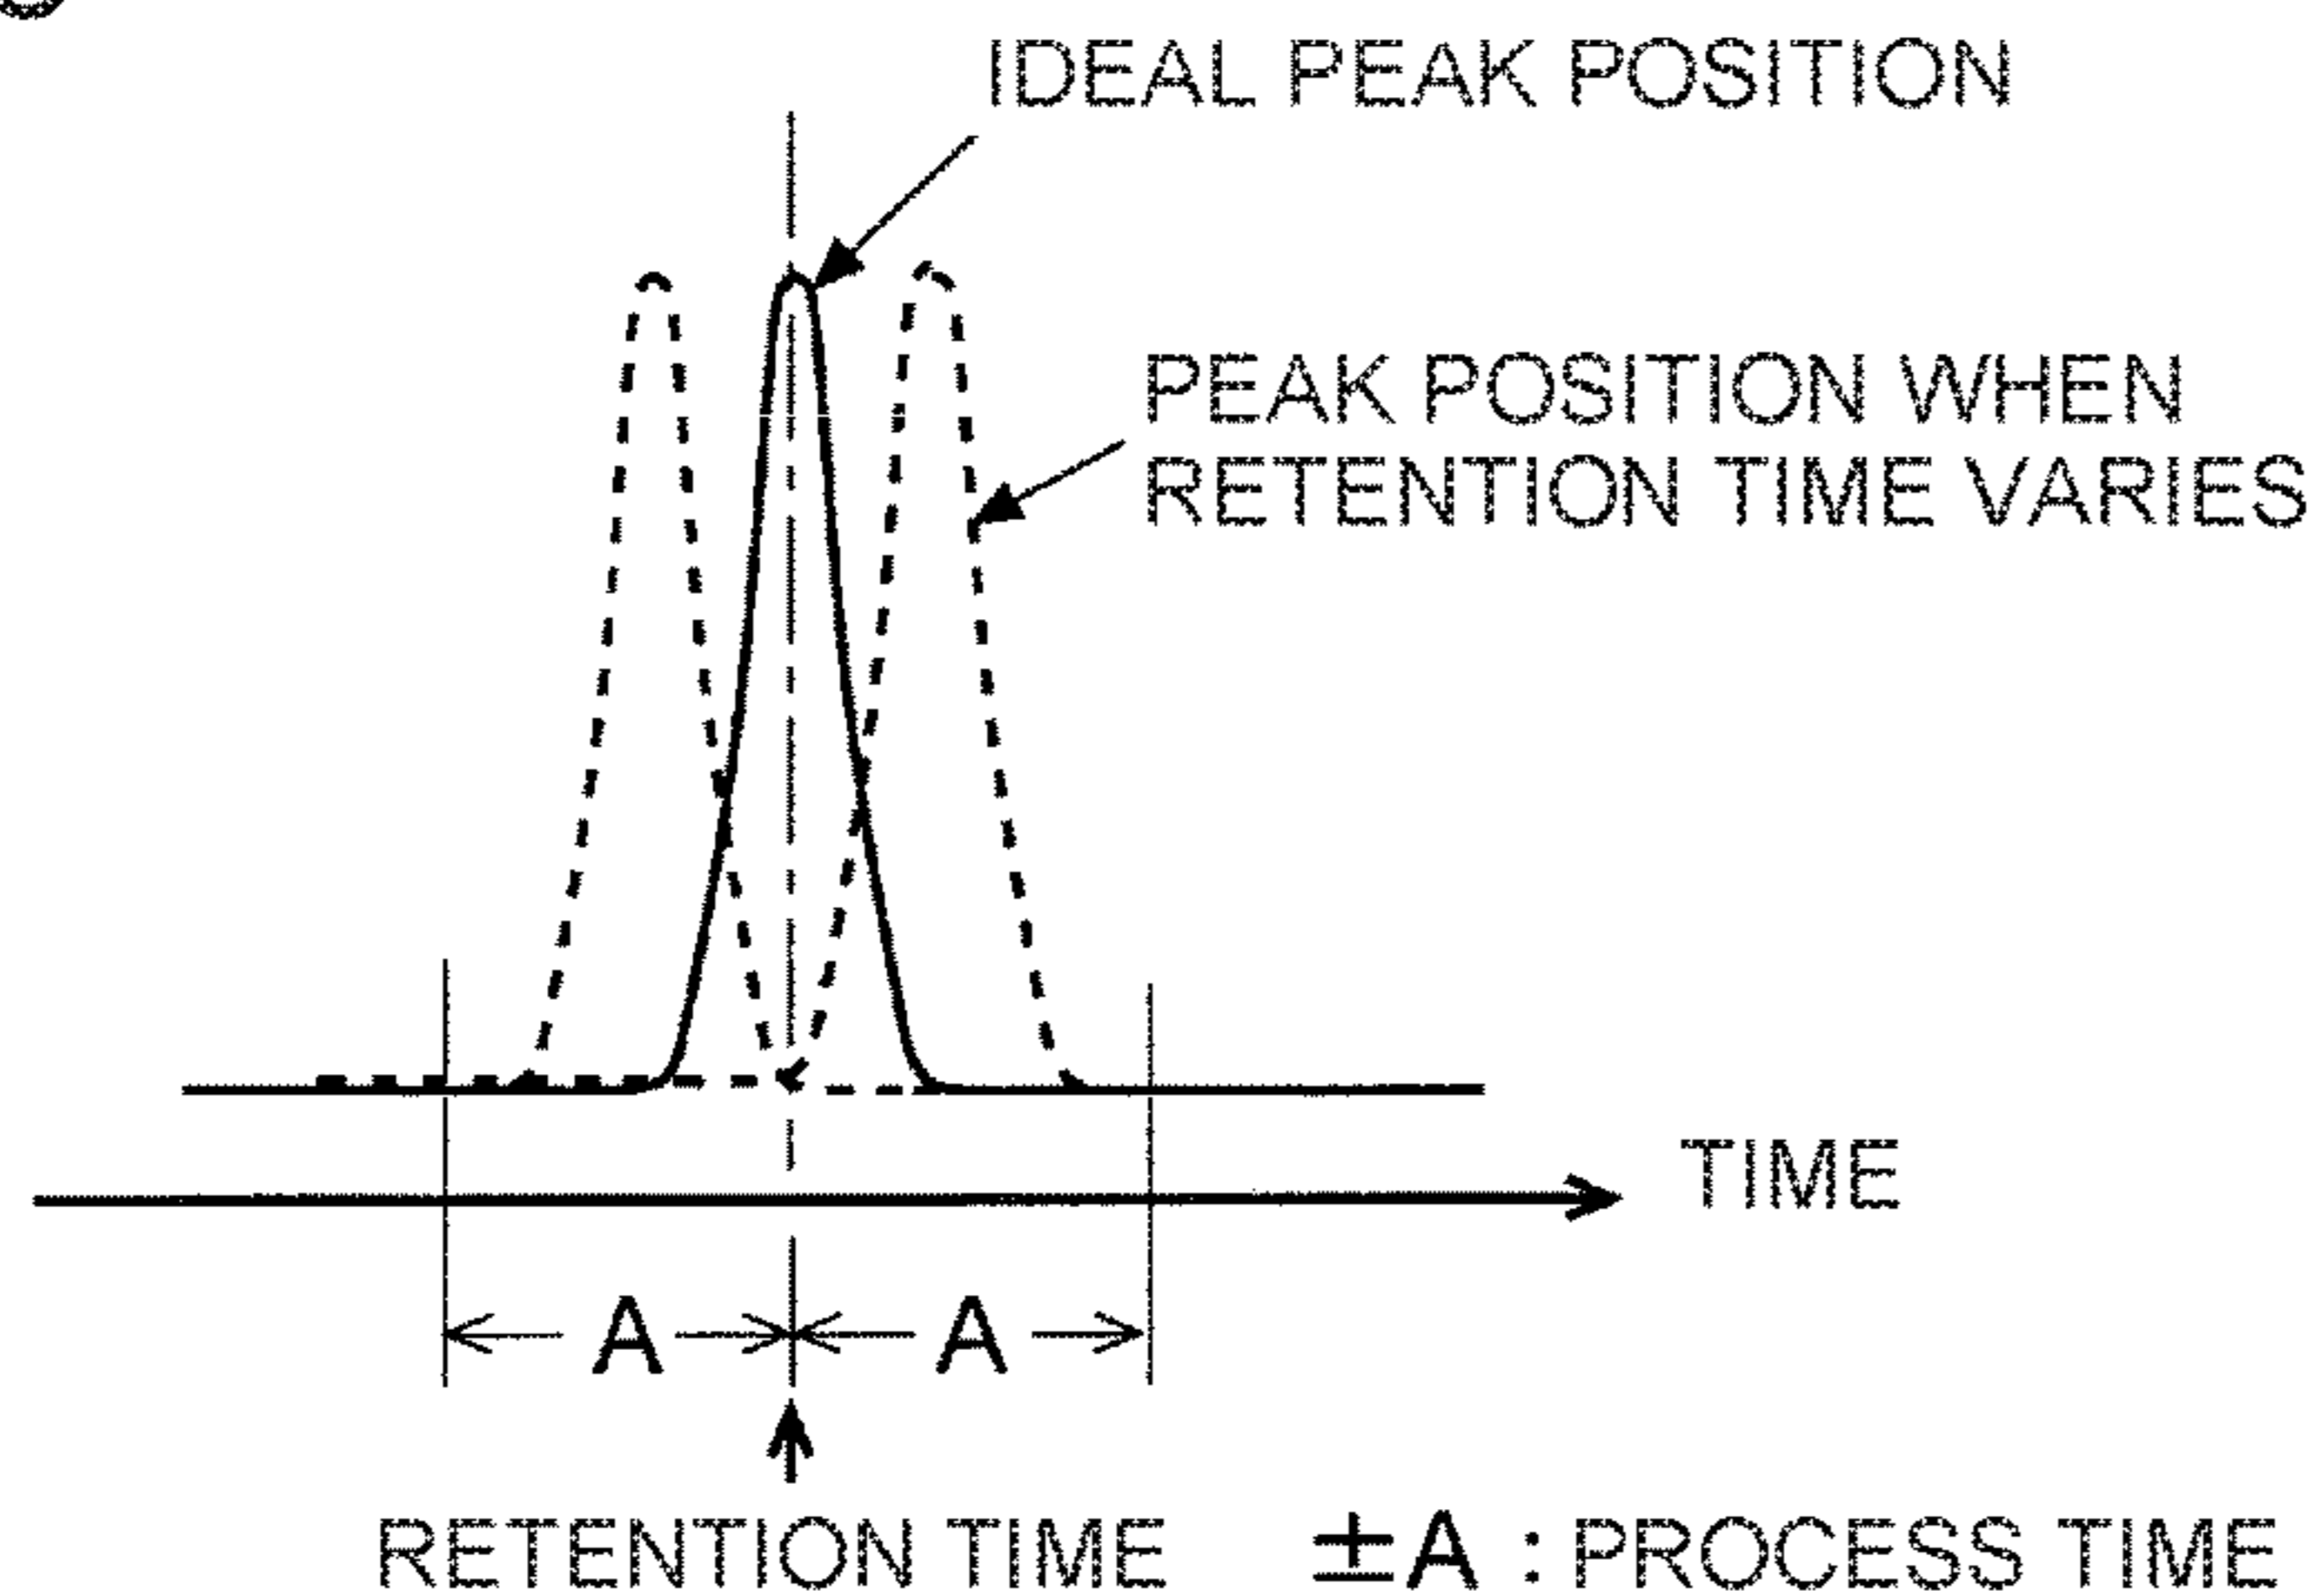 IDEAL PEAK POSITION
PEAK POSITION WHEN
RETENTION TIME VARIES
TIME
A A
RETENTION TIME ±A : PROCESS TIME